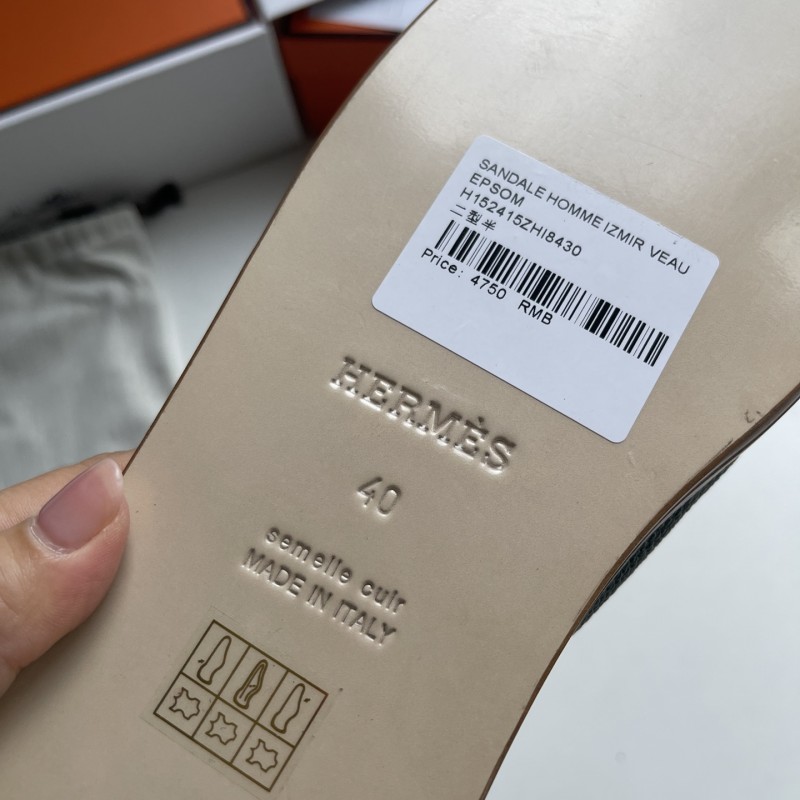 SANDALE HOMME IZMIR VEAU
EPSOM
H152415ZHI8430
二型半
Price: 4750 RMB
HERMÈS
40
semelle cuir
MADE IN ITALY